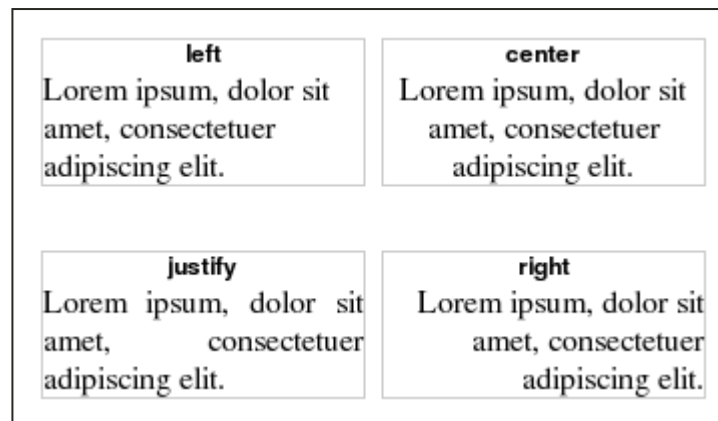 left
Lorem ipsum, dolor sit
amet, consectetuer
adipiscing elit.
center
Lorem ipsum, dolor sit
amet, consectetuer
adipiscing elit.
justify
Lorem ipsum, dolor sit
amet, consectetuer
adipiscing elit.
right
Lorem ipsum, dolor sit
amet, consectetuer
adipiscing elit.